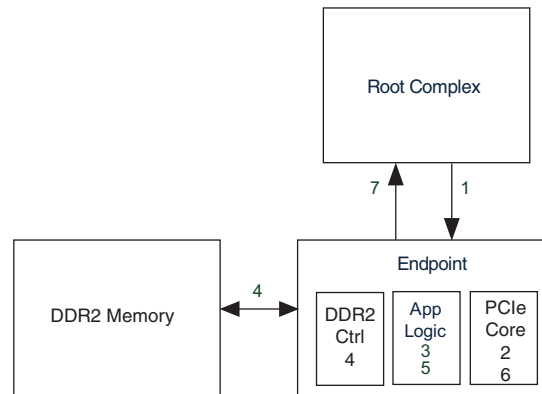 Root Complex
7
1
Endpoint
DDR2 Memory
4
DDR2
Ctrl
4
App
Logic
3
5
PCIe
Core
2
6